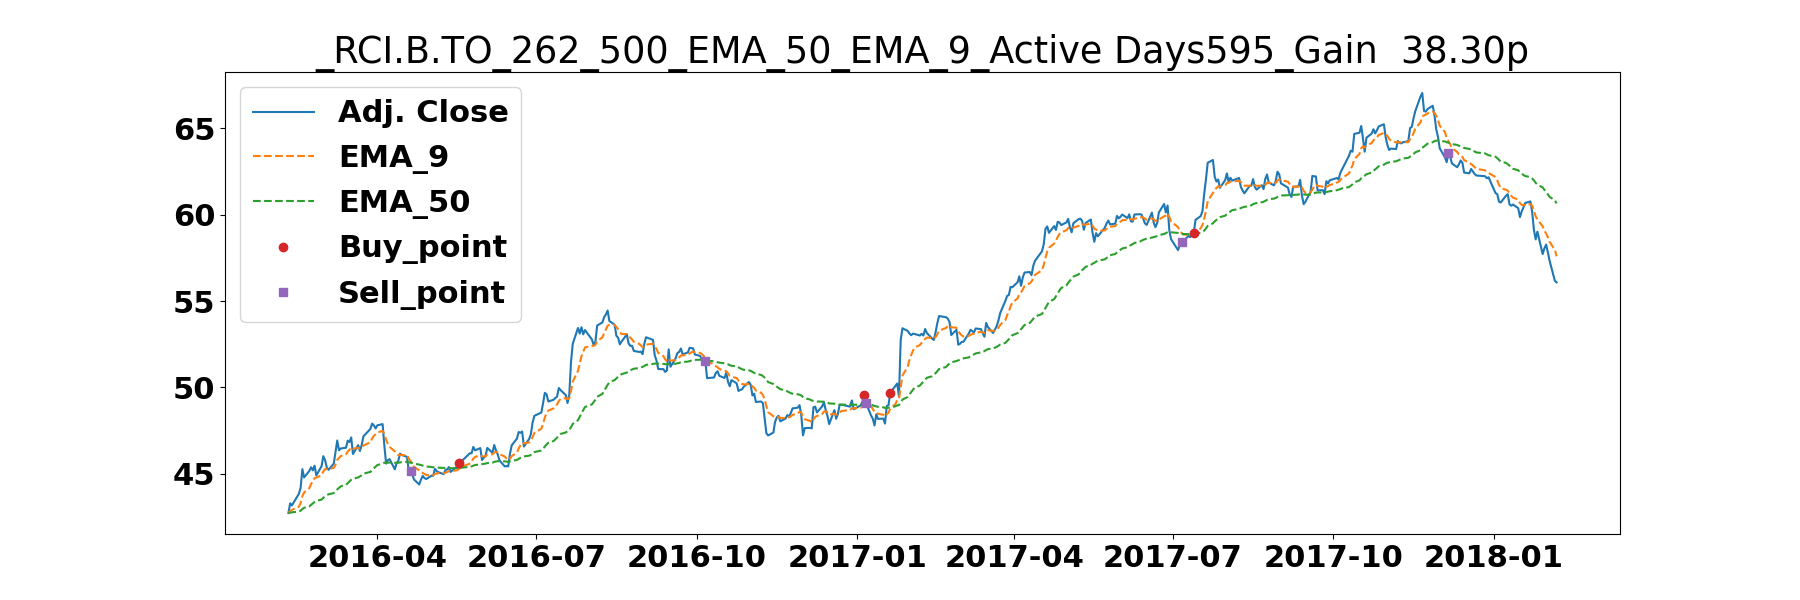 _RCI.B.TO_262_500_EMA_50_EMA_9_Active Days595_Gain  38.30p
Adj. Close
EMA_9
EMA_50
Buy_point
Sell_point
65
60
55
50
45
2016-04 2016-07 2016-10 2017-01 2017-04 2017-07 2017-10 2018-01